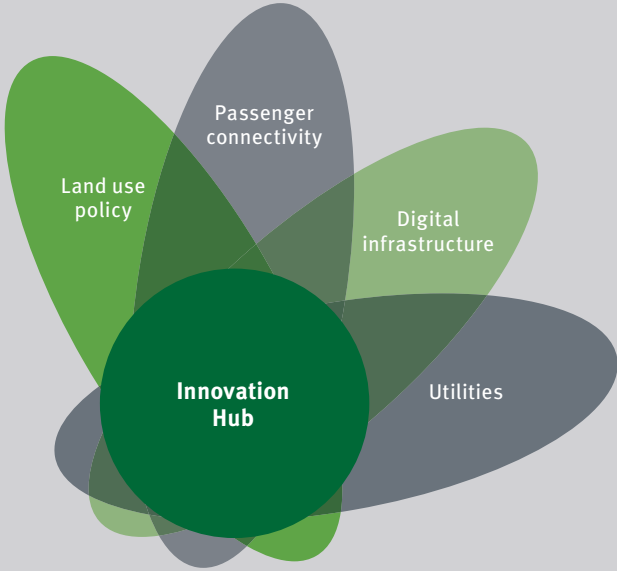 Passenger
connectivity
Land use
policy
Digital
infrastructure
Utilities
Innovation
Hub